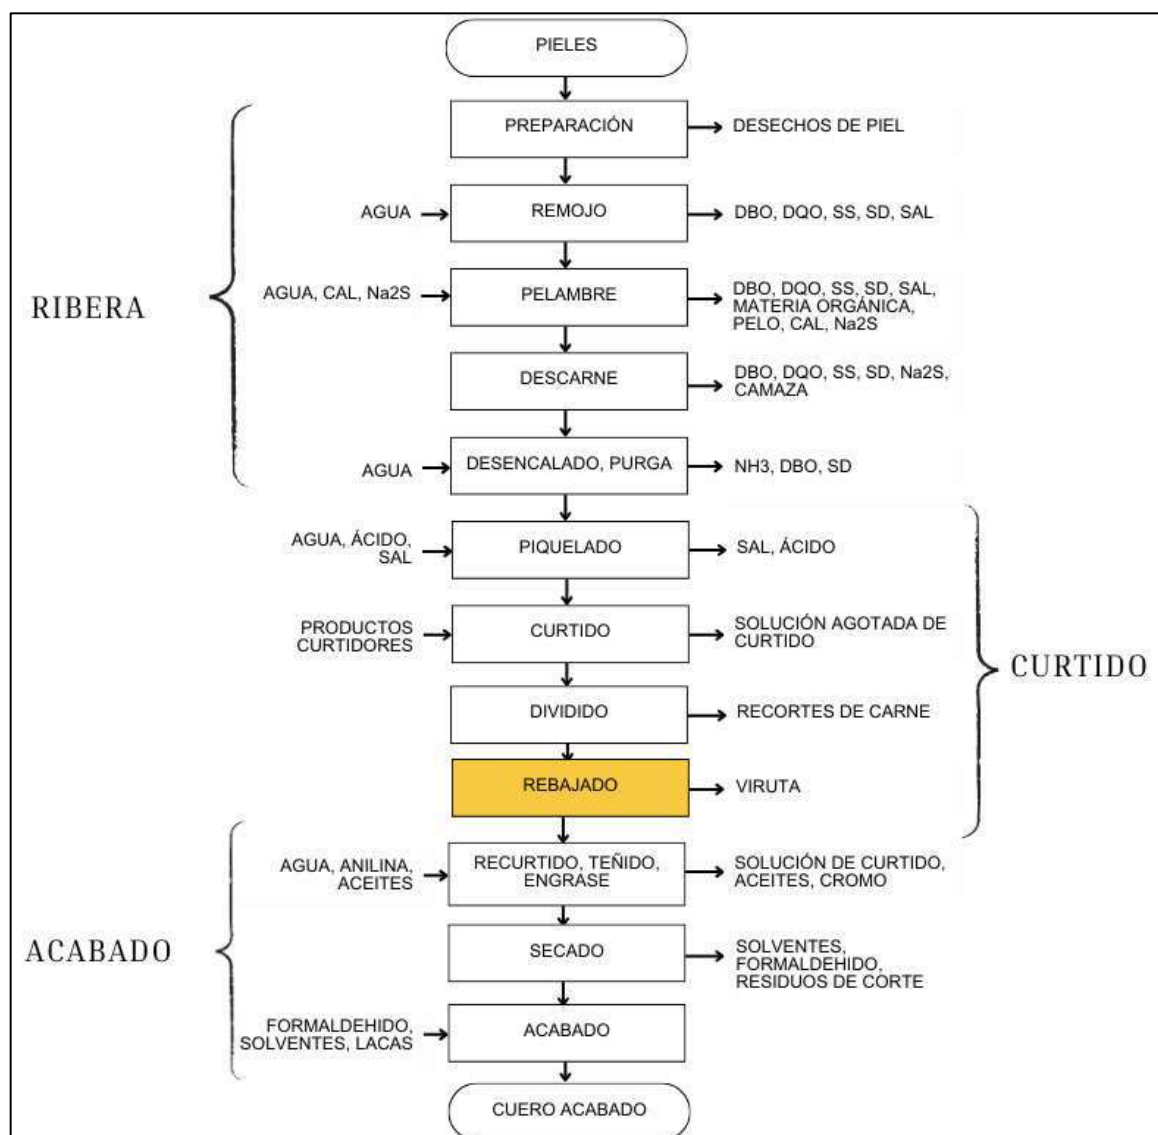 PIELES
PREPARACIÓN
DESECHOS DE PIEL
AGUA
REMOJO
DBO, DQO, SS, SD, SAL
RIBERA
AGUA, CAL, Na2S
PELAMBRE
DBO, DQO, SS, SD, SAL,
MATERIA ORGÁNICA,
PELO, CAL, Na2S
DESCARNE
DBO, DQO, SS, SD, Na2S,
CAMAZA
AGUA
DESENCALADO, PURGA
NH3, DBO, SD
AGUA, ÁCIDO,
SAL
PIQUELADO
SAL, ÁCIDO
PRODUCTOS
CURTIDORES
CURTIDO
SOLUCIÓN AGOTADA DE
CURTIDO
CURTIDO
DIVIDIDO
RECORTES DE CARNE
REBAJADO
VIRUTA
AGUA, ANILINA,
ACEITES
RECURTIDO, TEÑIDO,
ENGRASE
SOLUCIÓN DE CURTIDO,
ACEITES, CROMO
ACABADO
SECADO
SOLVENTES,
FORMALDEHIDO,
RESIDUOS DE CORTE
FORMALDEHIDO,
SOLVENTES, LACAS
ACABADO
CUERO ACABADO